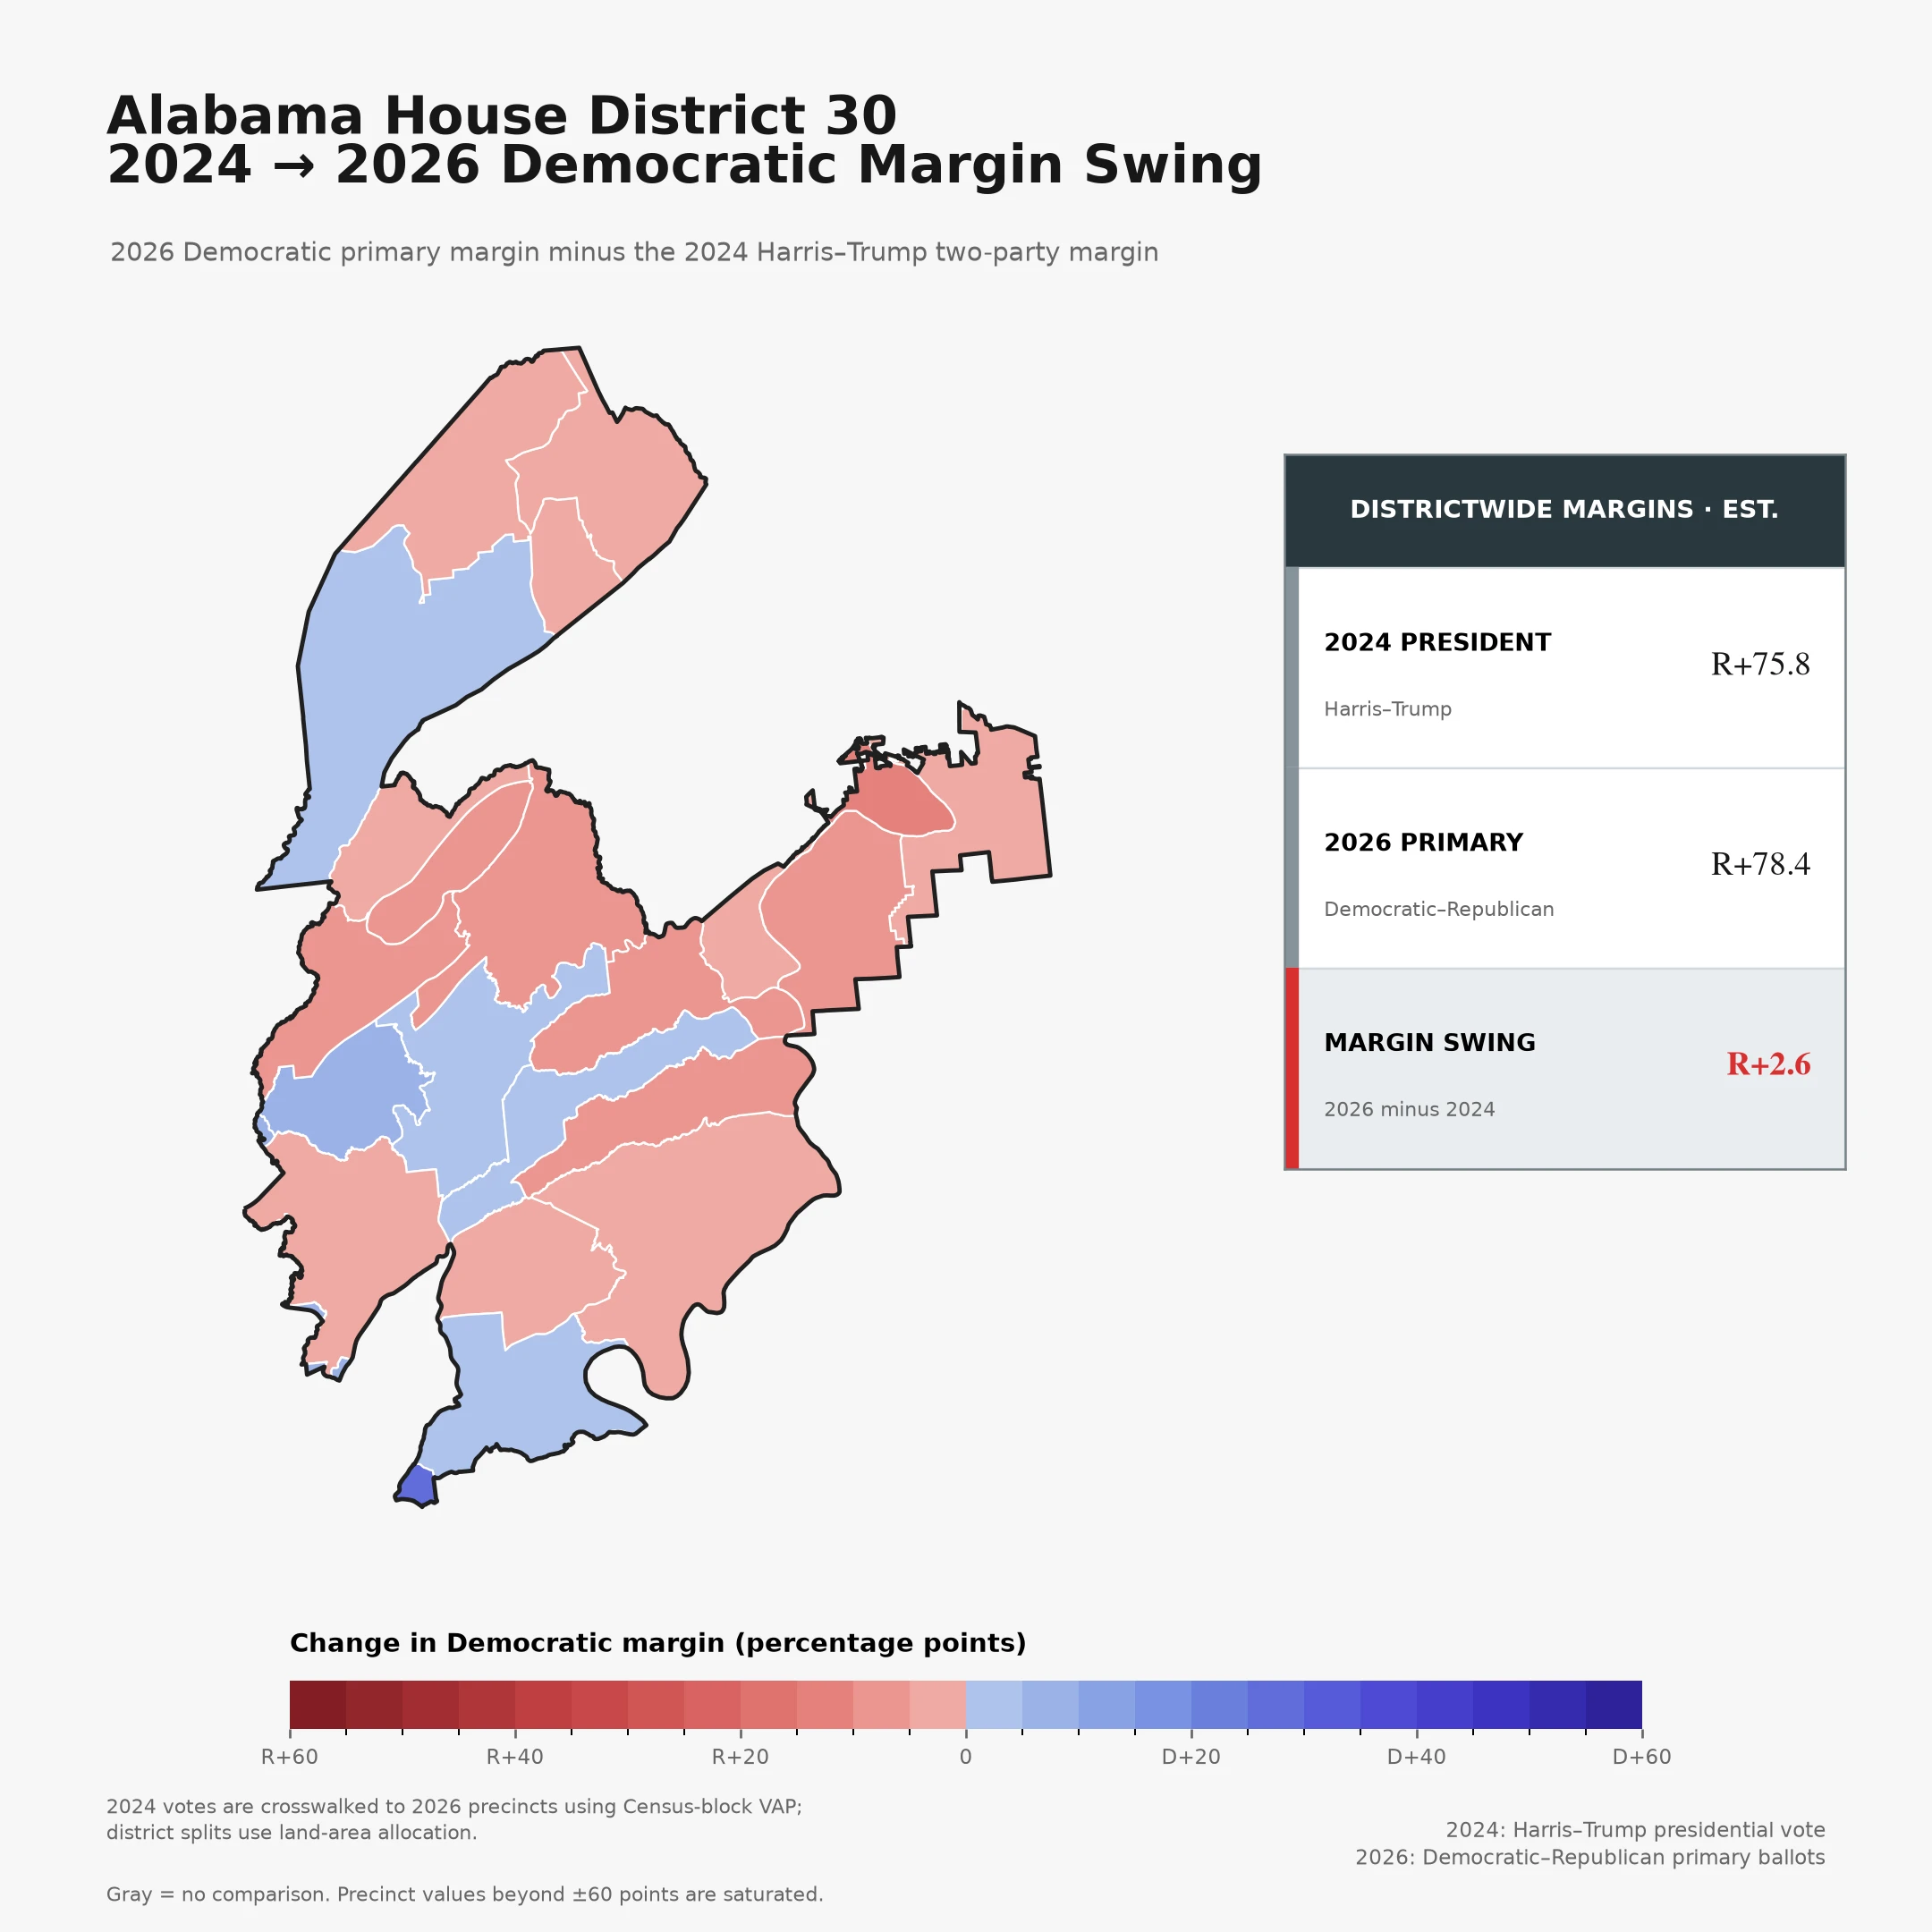 Alabama House District 30
2024 → 2026 Democratic Margin Swing
2026 Democratic primary margin minus the 2024 Harris–Trump two-party margin
DISTRICTWIDE MARGINS · EST.
2024 PRESIDENT
R+75.8
Harris–Trump
2026 PRIMARY
R+78.4
Democratic–Republican
MARGIN SWING
R+2.6
2026 minus 2024
Change in Democratic margin (percentage points)
R+60 R+40 R+20 0 D+20 D+40 D+60
2024 votes are crosswalked to 2026 precincts using Census-block VAP;
district splits use land-area allocation.
2024: Harris–Trump presidential vote
2026: Democratic–Republican primary ballots
Gray = no comparison. Precinct values beyond ±60 points are saturated.